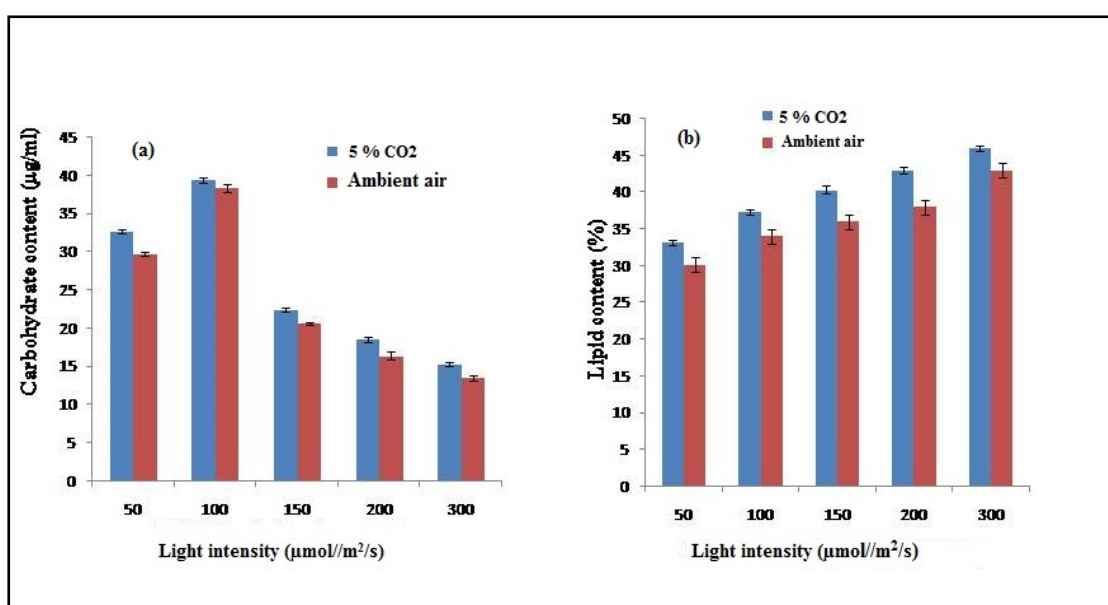 (a)
5 % CO2
Ambient air
Carbohydrate content (µg/ml)
45
40
35
30
25
20
15
10
5
0
50 100 150 200 300
Light intensity (µmol//m²/s)
(b)
5 % CO2
Ambient air
Lipid content (%)
50
45
40
35
30
25
20
15
10
5
0
50 100 150 200 300
Light intensity (µmol//m²/s)